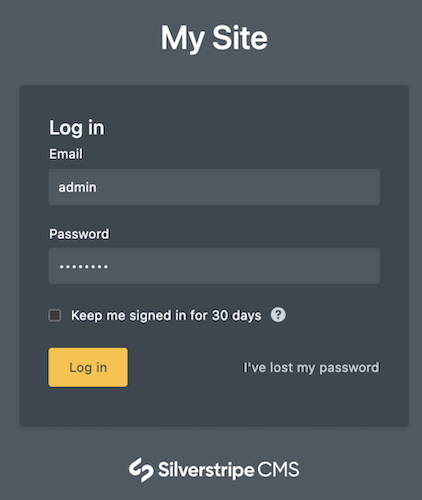 My Site
Log in
Email
admin
Password
••••••••
Keep me signed in for 30 days ?
Log in I've lost my password
Silverstripe CMS